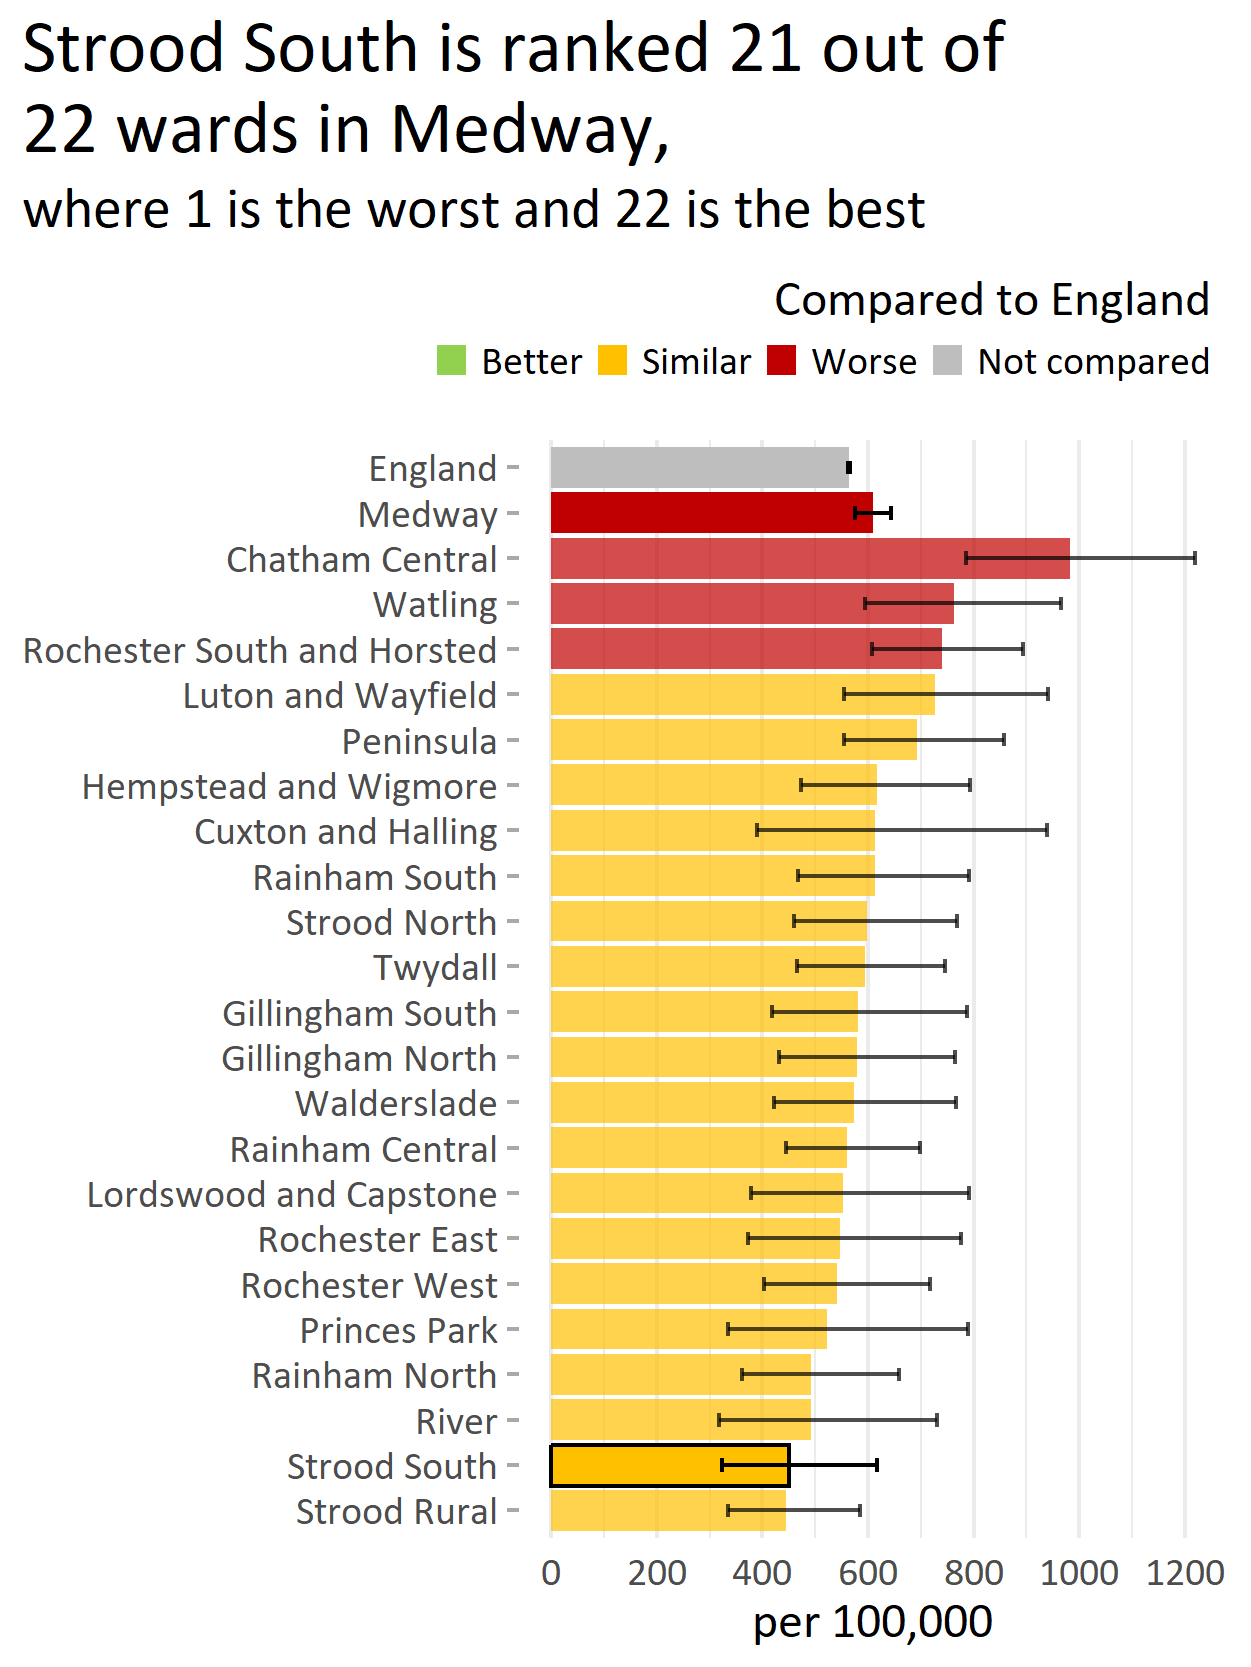 Strood South is ranked 21 out of
22 wards in Medway,
where 1 is the worst and 22 is the best
Compared to England
Better Similar Worse Not compared
England
Medway
Chatham Central
Watling
Rochester South and Horsted
Luton and Wayfield
Peninsula
Hempstead and Wigmore
Cuxton and Halling
Rainham South
Strood North
Twydall
Gillingham South
Gillingham North
Walderslade
Rainham Central
Lordswood and Capstone
Rochester East
Rochester West
Princes Park
Rainham North
River
Strood South
Strood Rural
0 200 400 600 800 1000 1200
per 100,000